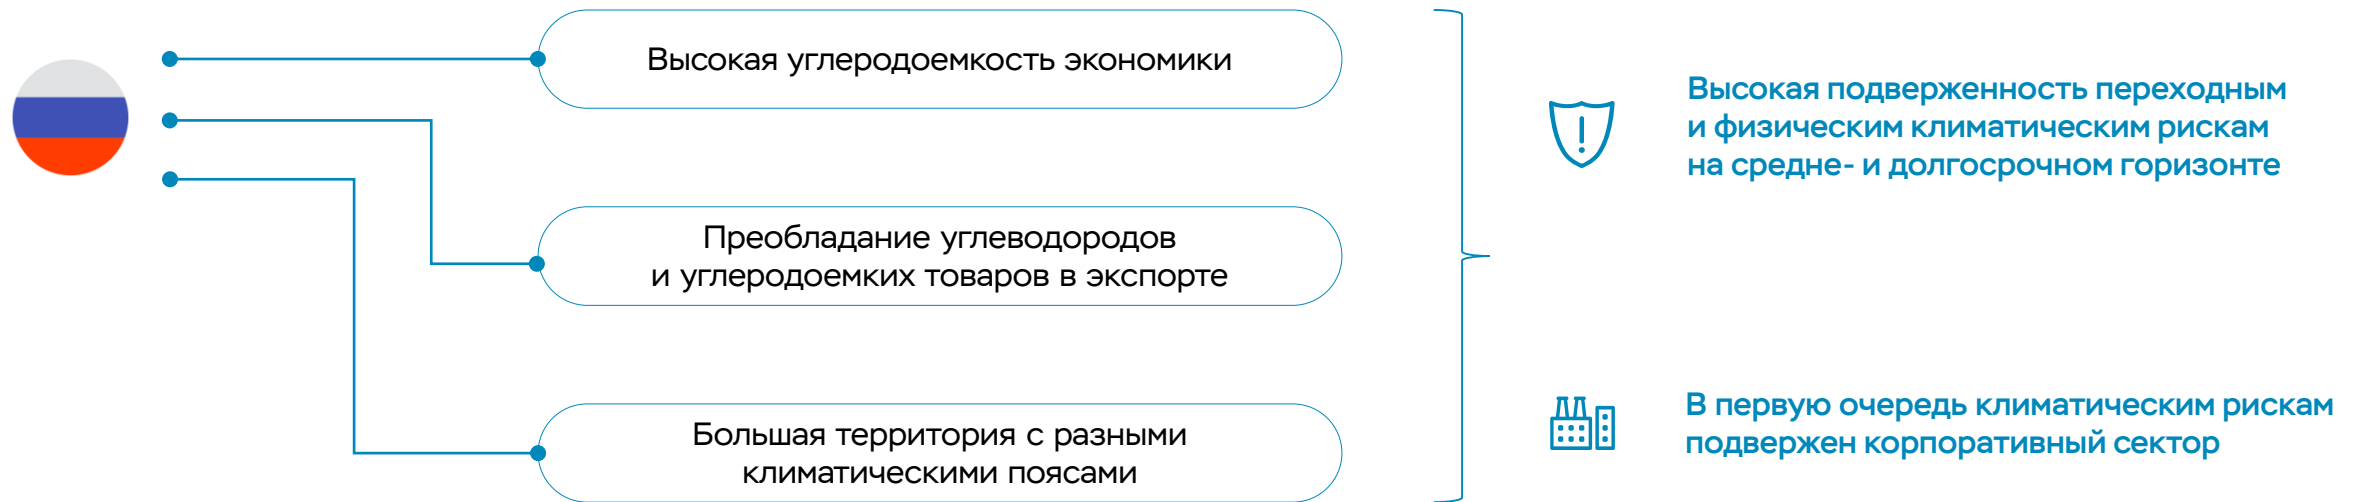 Высокая углеродоемкость экономики
Преобладание углеводородов
и углеродоемких товаров в экспорте
Большая территория с разными
климатическими поясами
Высокая подверженность переходным
и физическим климатическим рискам
на средне- и долгосрочном горизонте
В первую очередь климатическим рискам
подвержен корпоративный сектор